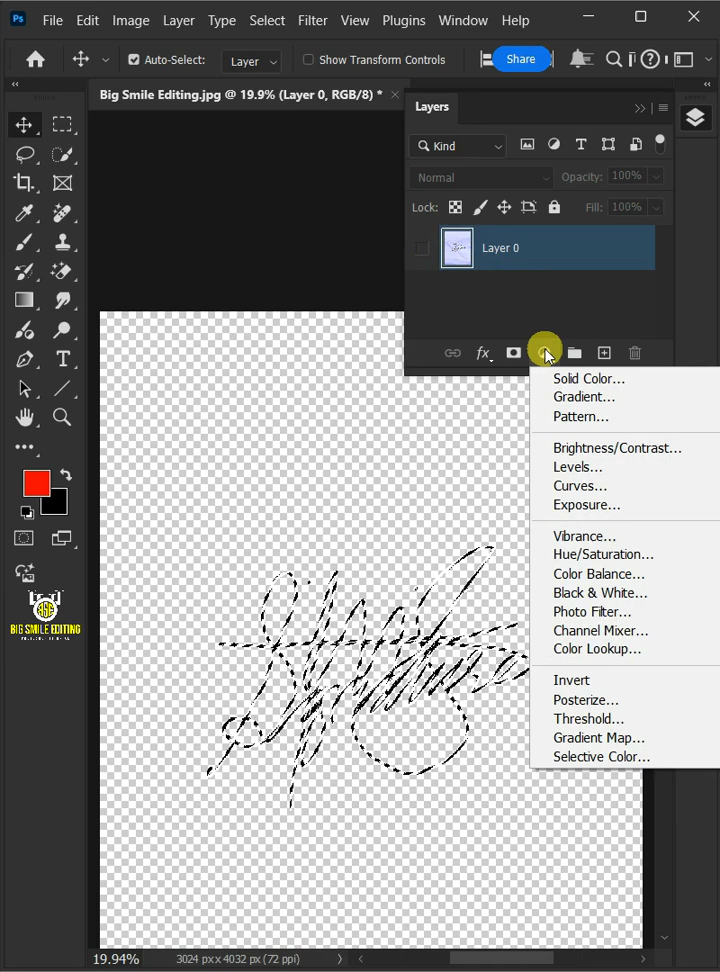 Ps File Edit Image Layer Type Select Filter View Plugins Window Help
Auto-Select: Layer Show Transform Controls Share
Big Smile Editing.jpg @ 19.9% (Layer 0, RGB/8) *
Layers
Kind
Normal Opacity: 100%
Lock: Fill: 100%
Layer 0
fx
Solid Color...
Gradient...
Pattern...
Brightness/Contrast...
Levels...
Curves...
Exposure...
Vibrance...
Hue/Saturation...
Color Balance...
Black & White...
Photo Filter...
Channel Mixer...
Color Lookup...
Invert
Posterize...
Threshold...
Gradient Map...
Selective Color...
BIG SMILE EDITING
Signature
19.94% 3024 px x 4032 px (72 ppi)